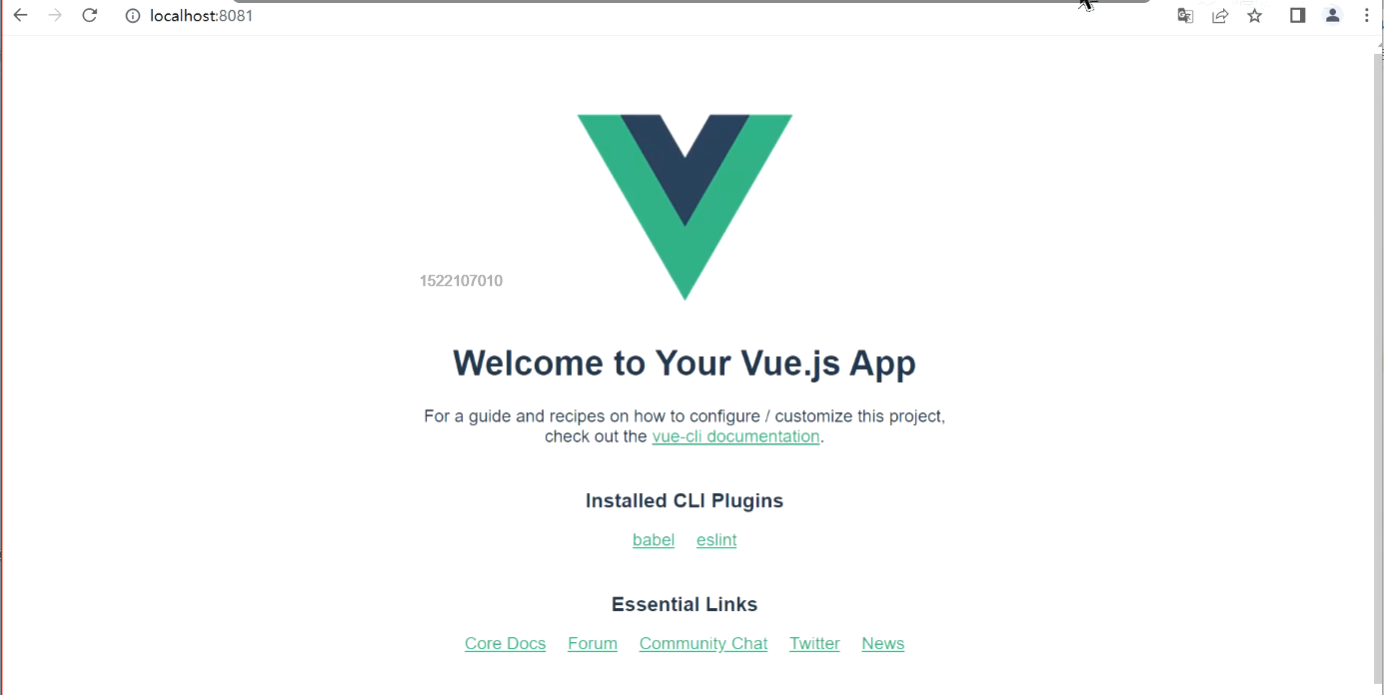 localhost:8081
1522107010
Welcome to Your Vue.js App
For a guide and recipes on how to configure / customize this project,
check out the vue-cli documentation.
Installed CLI Plugins
babel eslint
Essential Links
Core Docs Forum Community Chat Twitter News